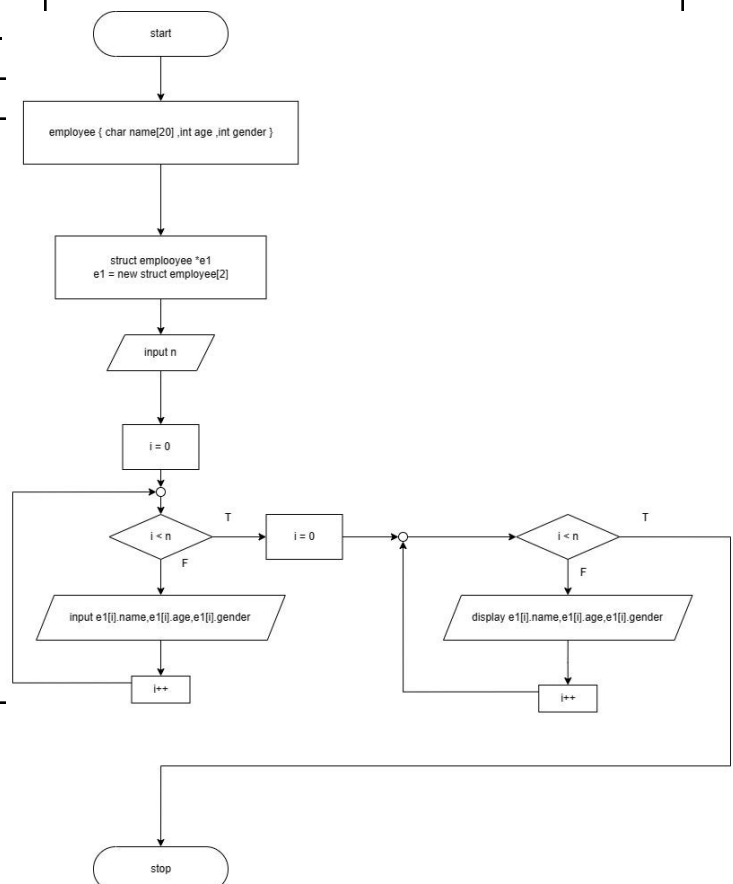 start
employee { char name[20] ,int age ,int gender }
struct emplooyee *e1
e1 = new struct employee[2]
input n
i = 0
i < n
T
F
input e1[i].name,e1[i].age,e1[i].gender
i++
i = 0
i < n
T
F
display e1[i].name,e1[i].age,e1[i].gender
i++
stop